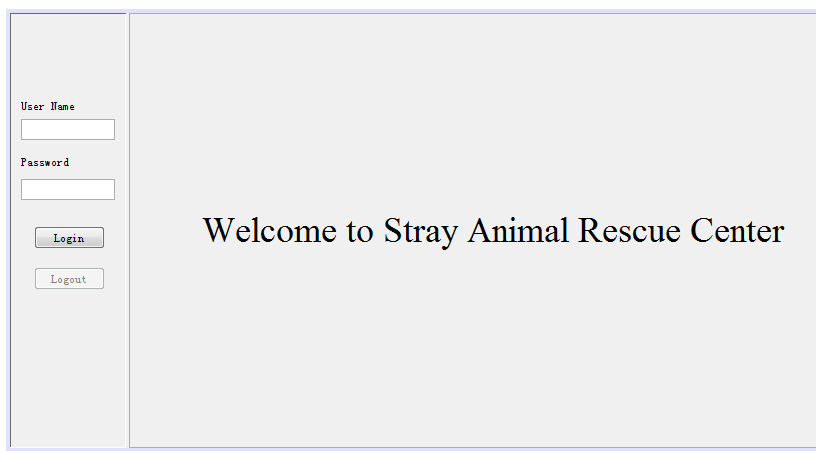 User Name
Password
Login
Logout
Welcome to Stray Animal Rescue Center